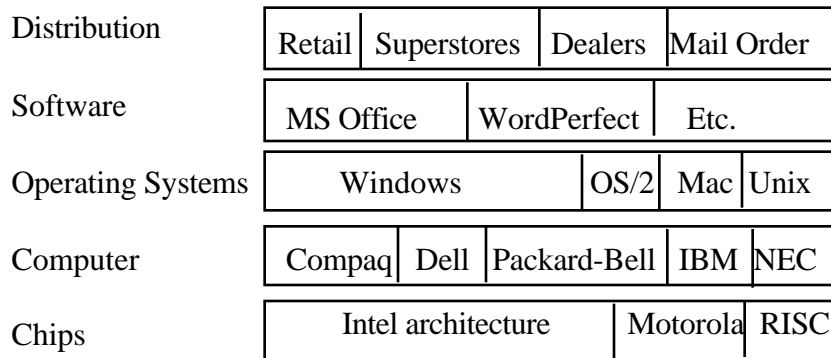 Distribution Retail Superstores Dealers Mail Order
Software MS Office WordPerfect Etc.
Operating Systems Windows OS/2 Mac Unix
Computer Compaq Dell Packard-Bell IBM NEC
Chips Intel architecture Motorola RISC